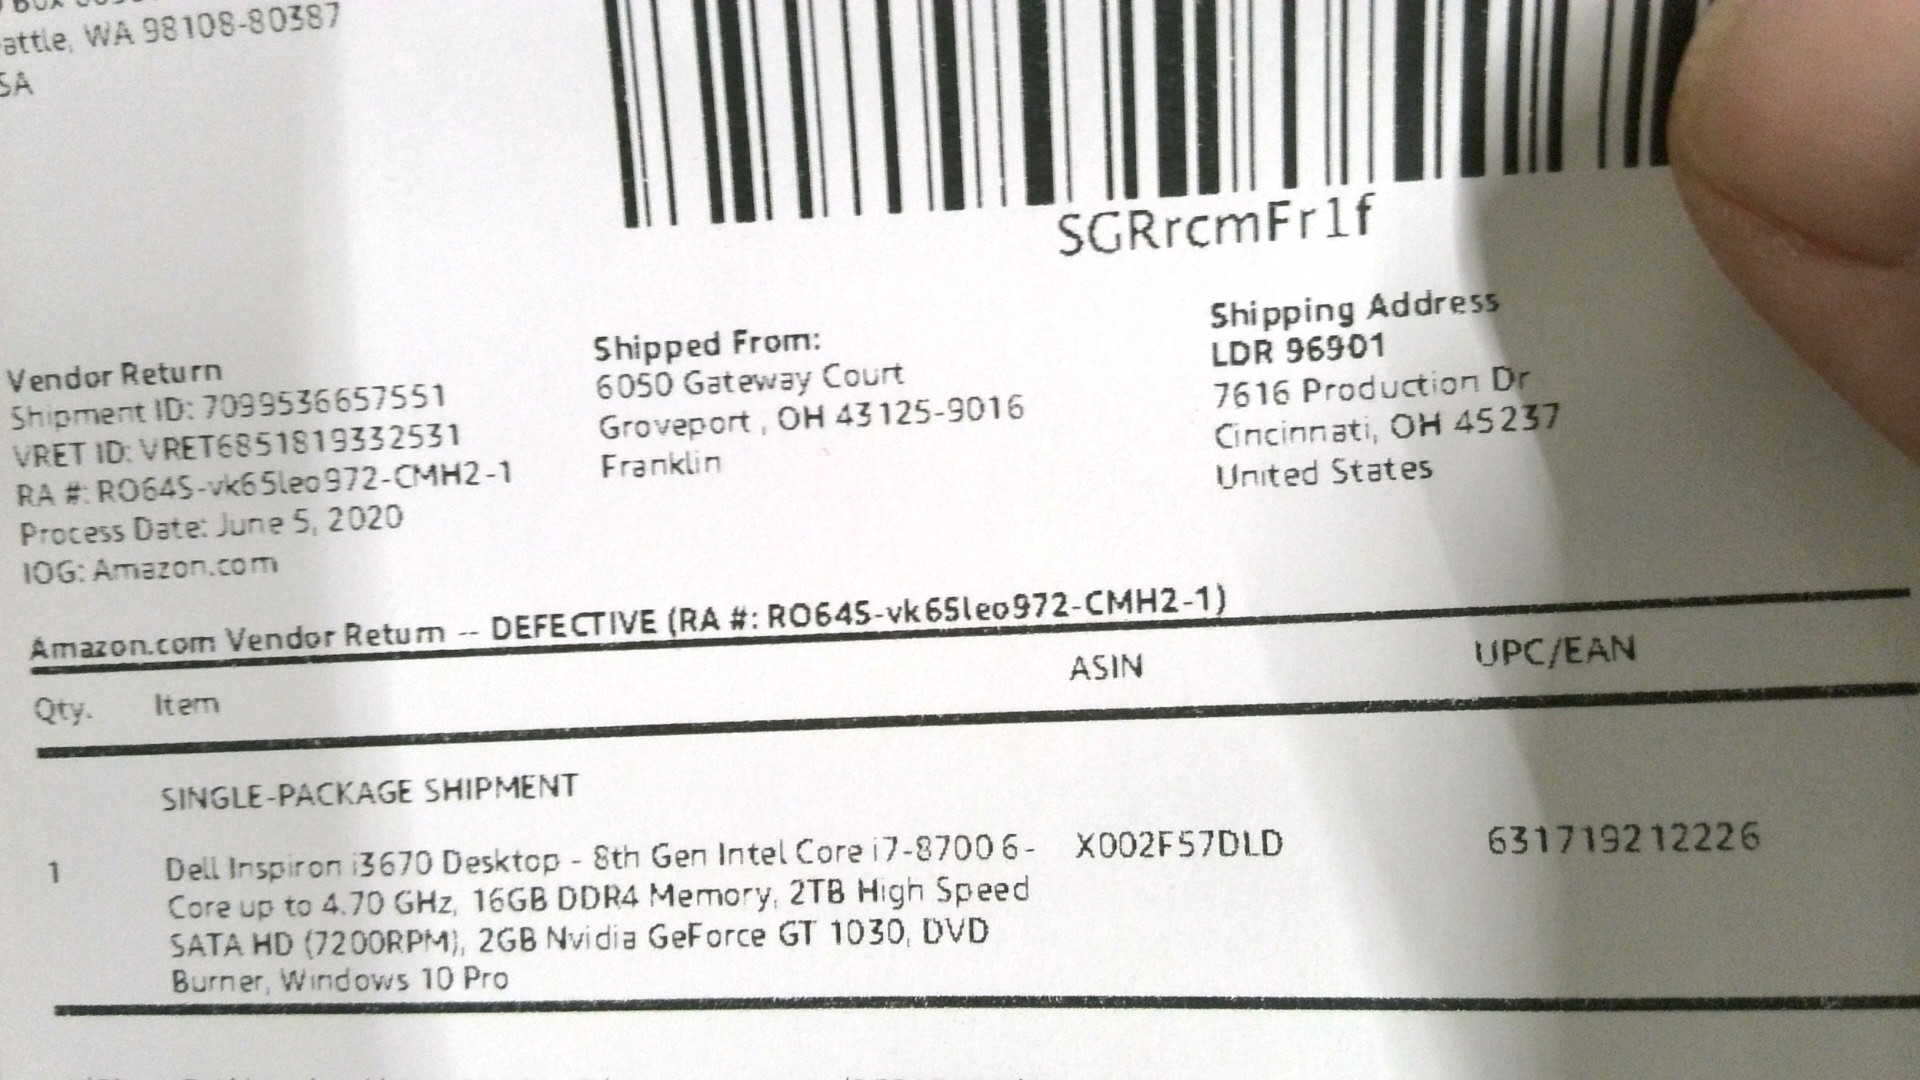 attle, WA 98108-80387
SA
SGRrcmFr1f
Vendor Return
Shipment ID: 7099536657551
VRET ID: VRET6851819332531
RA #: RO64S-vk65leo972-CMH2-1
Process Date: June 5, 2020
IOG: Amazon.com
Shipped From:
6050 Gateway Court
Groveport , OH 43125-9016
Franklin
Shipping Address
LDR 96901
7616 Production Dr
Cincinnati, OH 45237
United States
Amazon.com Vendor Return -- DEFECTIVE (RA #: RO64S-vk65leo972-CMH2-1)
Qty. Item ASIN UPC/EAN
SINGLE-PACKAGE SHIPMENT
1 Dell Inspiron i3670 Desktop - 8th Gen Intel Core i7-8700 6- X002F57DLD 631719212226
Core up to 4.70 GHz, 16GB DDR4 Memory, 2TB High Speed
SATA HD (7200RPM), 2GB Nvidia GeForce GT 1030, DVD
Burner, Windows 10 Pro